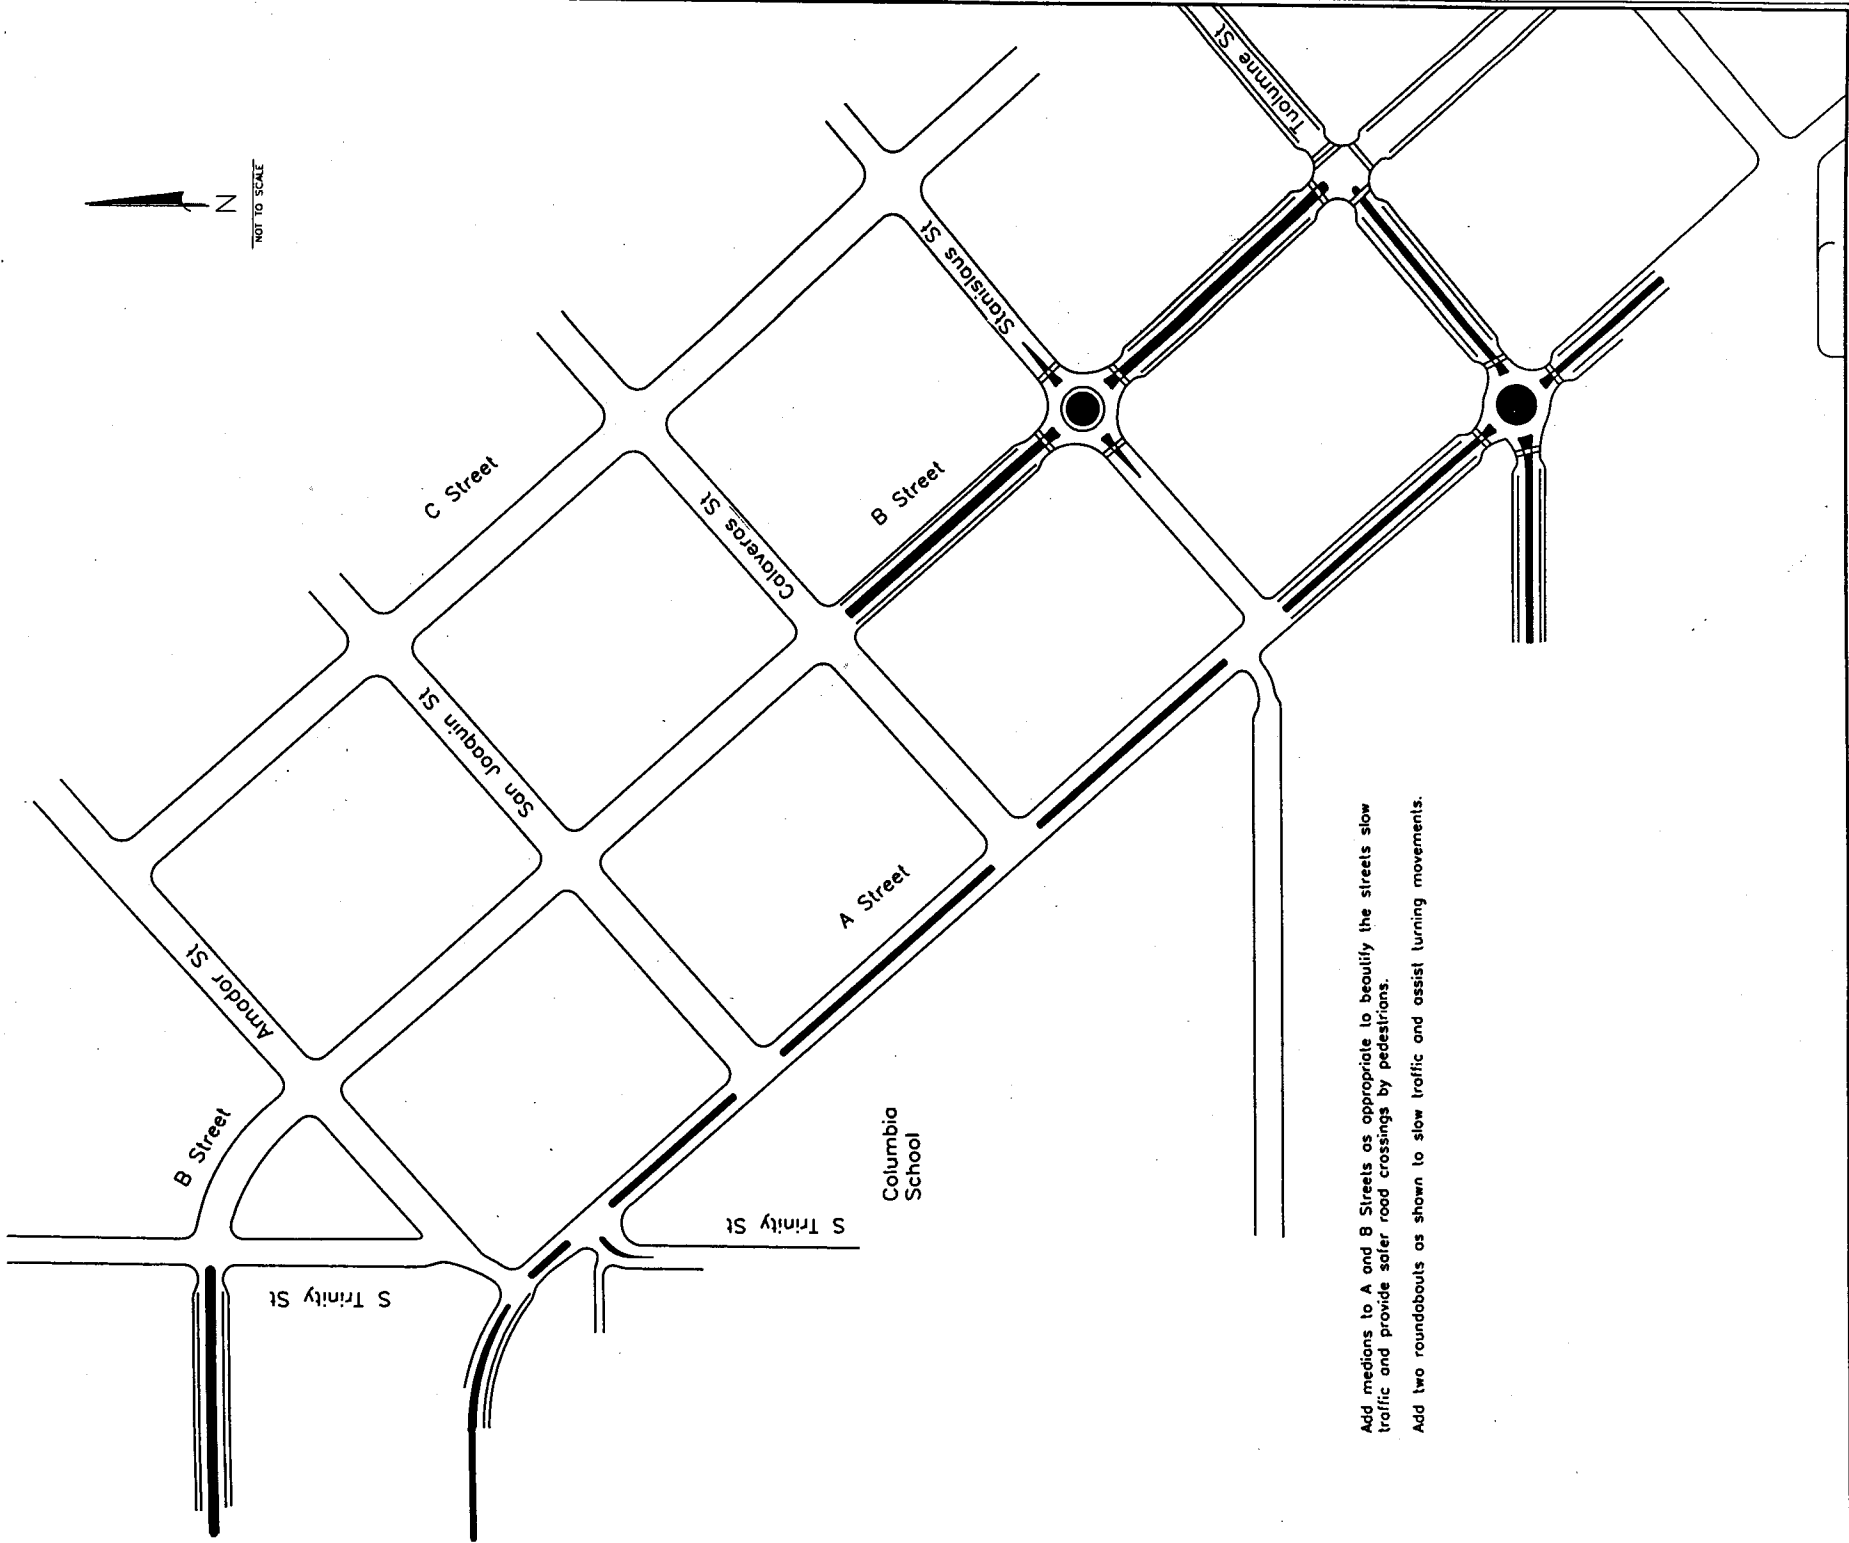 N
NOT TO SCALE
Tuolumne St
Stanislaus St
C Street
Calaveras St
B Street
San Joaquin St
A Street
Amador St
B Street
Columbia
School
S Trinity St
S Trinity St
Add medians to A and B Streets as appropriate to beautify the streets slow
traffic and provide safer road crossings by pedestrians.
Add two roundabouts as shown to slow traffic and assist turning movements.